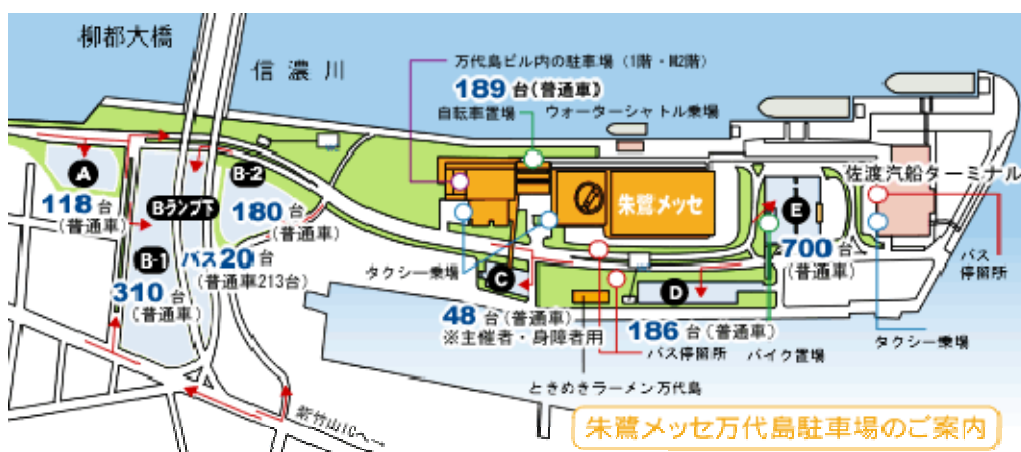 柳都大橋
信濃川
万代島ビル内の駐車場(1階・M2階)
189台(普通車)
自転車置場
ウォーターシャトル乗場
A
118台
(普通車)
B-2
180台
(普通車)
Bランプ下
バス20台
(普通車213台)
B-1
310台
(普通車)
朱鷺メッセ
佐渡汽船ターミナル
E
700台
(普通車)
バス
停留所
タクシー乗場
C
48台(普通車)
※主催者・身障者用
D
186台(普通車)
バス停留所
バイク置場
タクシー乗場
ときめきラーメン万代島
紫竹山ICへ
朱鷺メッセ万代島駐車場のご案内